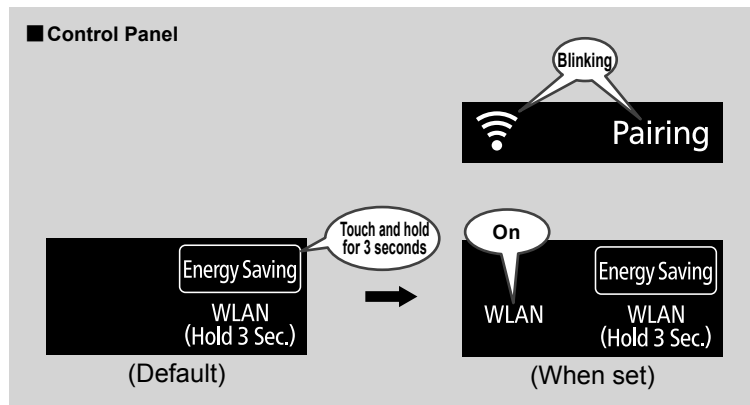 ■Control Panel
Blinking
Pairing
Touch and hold
for 3 seconds
On
Energy Saving
WLAN
(Hold 3 Sec.)
WLAN
Energy Saving
WLAN
(Hold 3 Sec.)
(Default)
(When set)